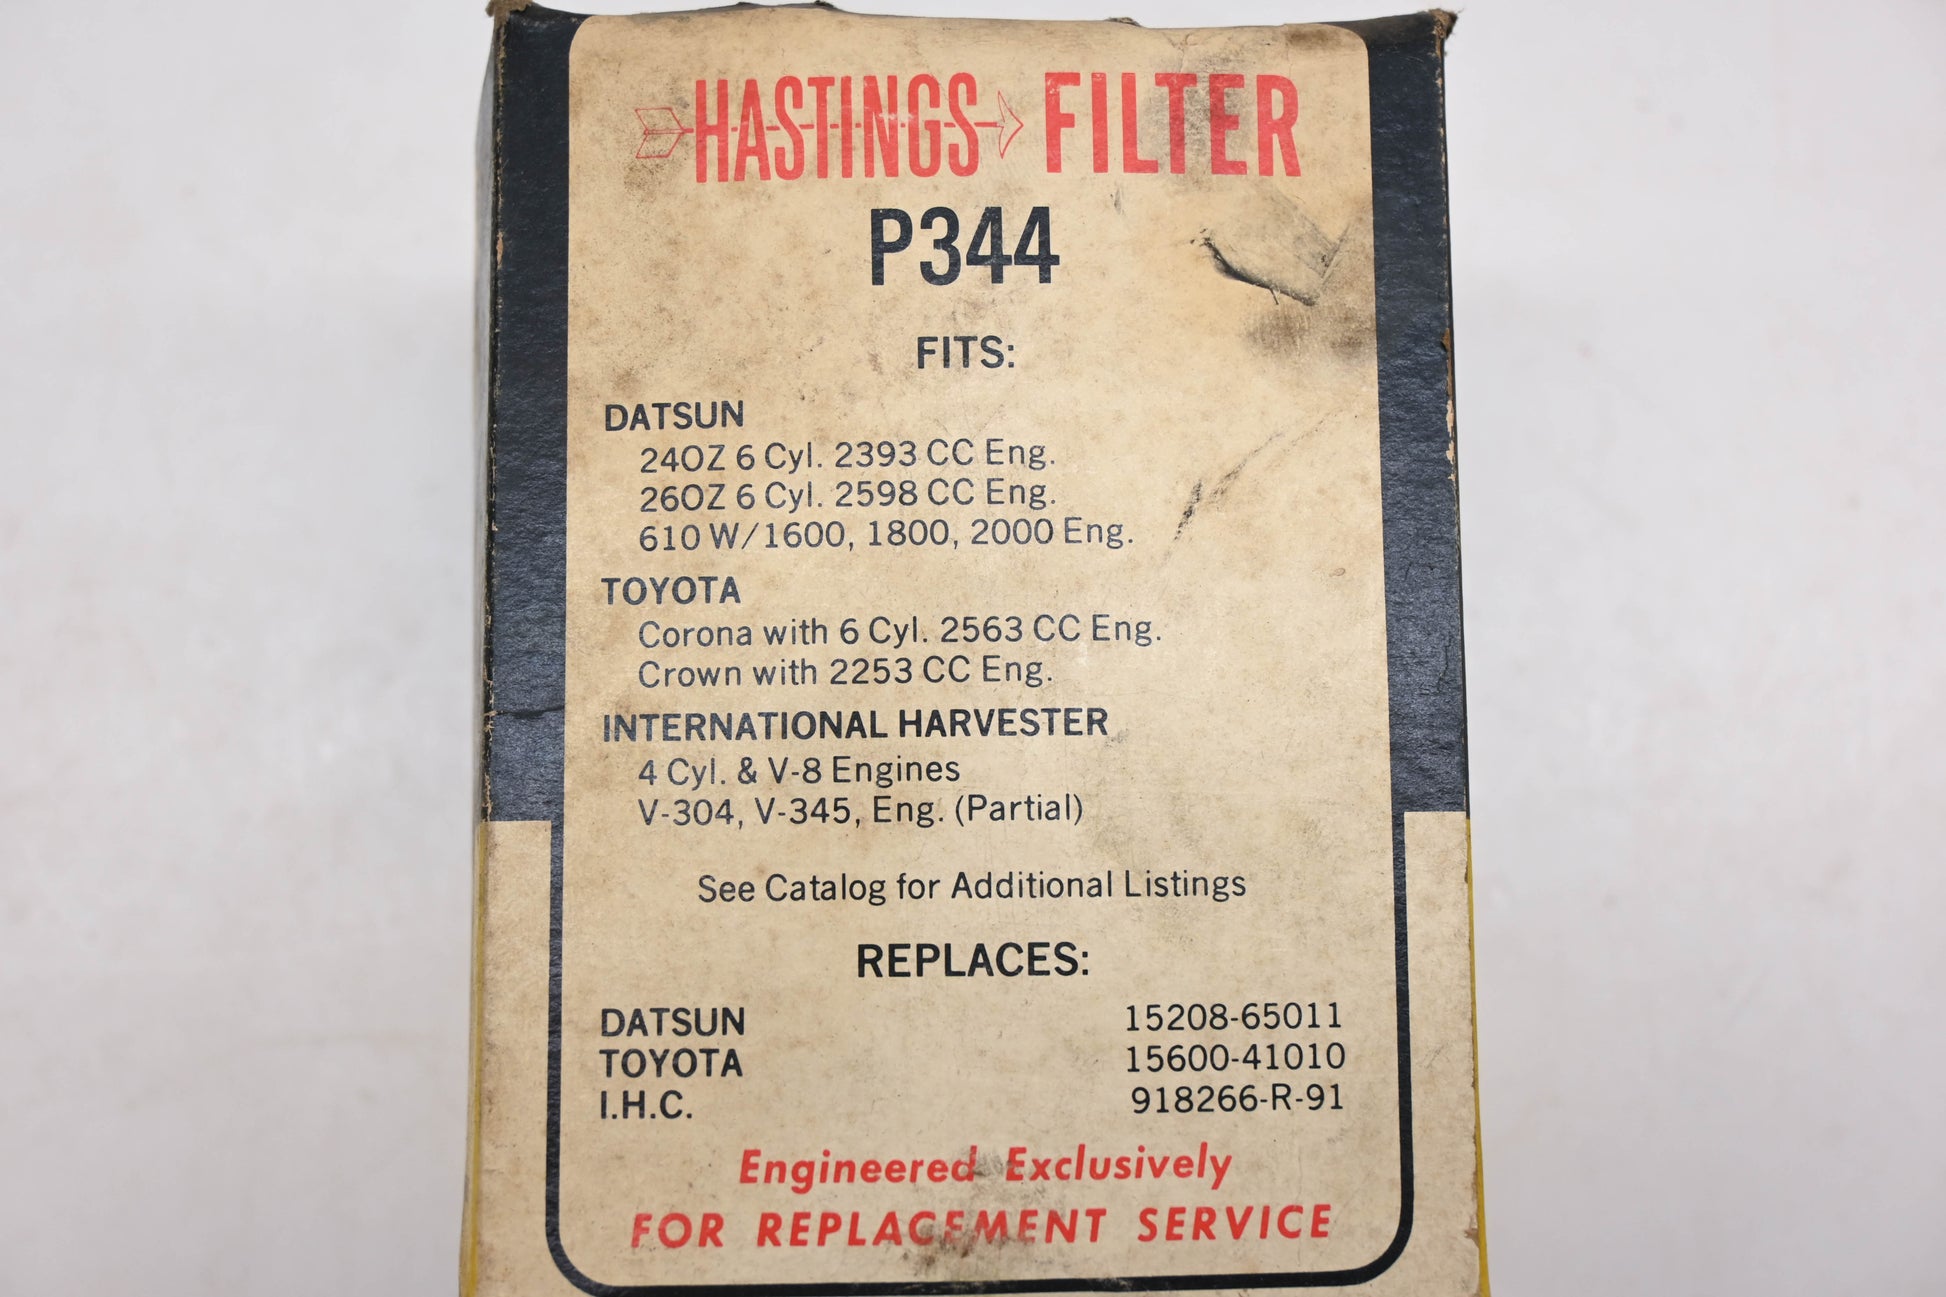 HASTINGS FILTER
P344
FITS:
DATSUN
240Z 6 Cyl. 2393 CC Eng.
260Z 6 Cyl. 2598 CC Eng.
610 W/1600, 1800, 2000 Eng.
TOYOTA
Corona with 6 Cyl. 2563 CC Eng.
Crown with 2253 CC Eng.
INTERNATIONAL HARVESTER
4 Cyl. & V-8 Engines
V-304, V-345, Eng. (Partial)
See Catalog for Additional Listings
REPLACES:
DATSUN 15208-65011
TOYOTA 15600-41010
I.H.C. 918266-R-91
Engineered Exclusively
FOR REPLACEMENT SERVICE